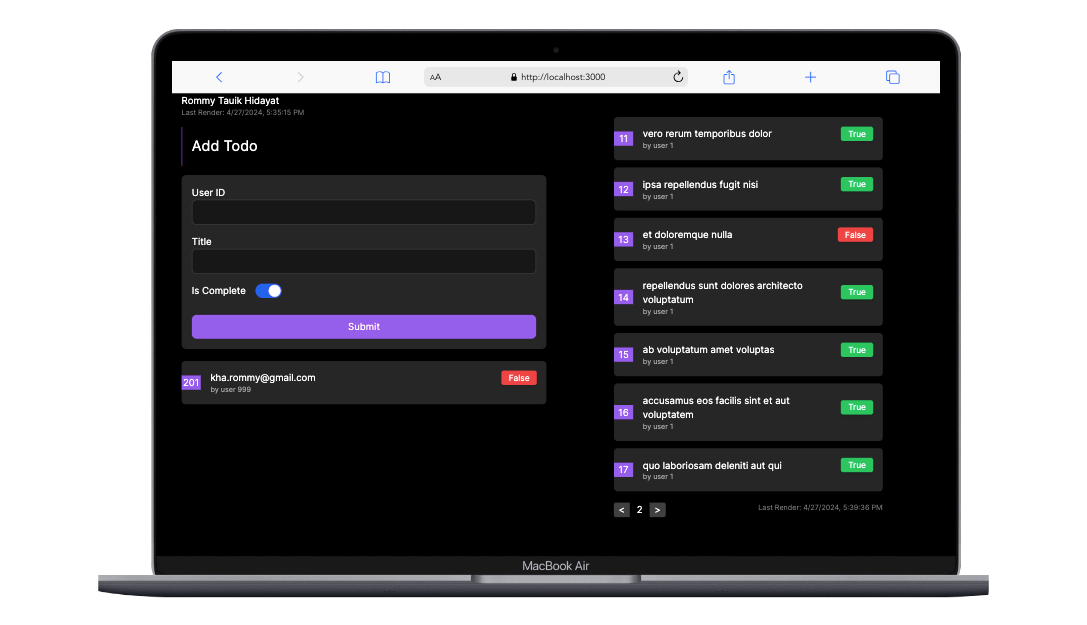 AA
http://localhost:3000
Rommy Tauik Hidayat
Last Render: 4/27/2024, 5:35:15 PM
Add Todo
User ID
Title
Is Complete
Submit
201
kha.rommy@gmail.com
by user 999
False
11
vero rerum temporibus dolor
by user 1
True
12
ipsa repellendus fugit nisi
by user 1
True
13
et doloremque nulla
by user 1
False
14
repellendus sunt dolores architecto
voluptatum
by user 1
True
15
ab voluptatum amet voluptas
by user 1
True
16
accusamus eos facilis sint et aut
voluptatem
by user 1
True
17
quo laboriosam deleniti aut qui
by user 1
True
< 2 >
Last Render: 4/27/2024, 5:39:36 PM
MacBook Air